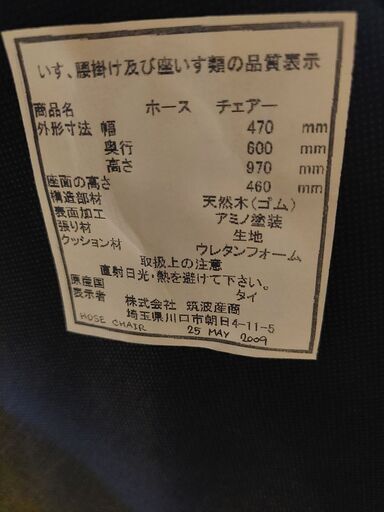 いす、腰掛け及び座いす類の品質表示
商品名 ホース チェアー
外形寸法 幅 470 mm
奥行 600 mm
高さ 970 mm
座面の高さ 460 mm
構造部材 天然木(ゴム)
表面加工 アミノ塗装
張り材 生地
クッション材 ウレタンフォーム
取扱上の注意
直射日光・熱を避けて下さい。
原産国 タイ
表示者 株式会社 筑波産商
埼玉県川口市朝日4-11-5
HOSE CHAIR 25 MAY 2009